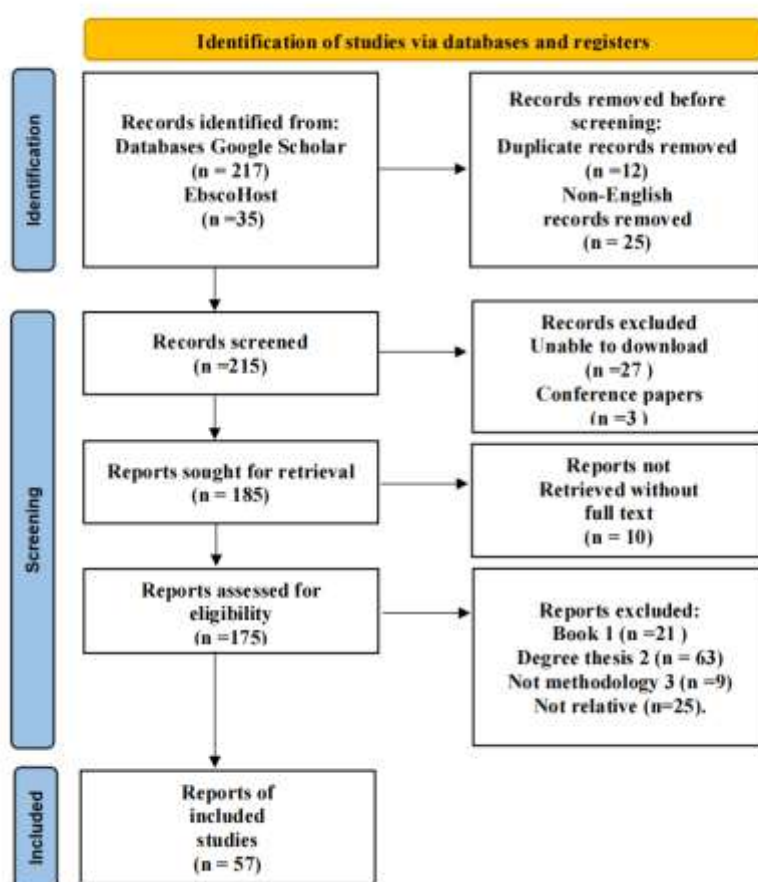 Identification of studies via databases and registers
Identification
Records identified from:
Databases Google Scholar
(n = 217)
EbscoHost
(n =35)
Records removed before
screening:
Duplicate records removed
(n =12)
Non-English
records removed
(n = 25)
Screening
Records screened
(n =215)
Records excluded
Unable to download
(n =27 )
Conference papers
(n =3 )
Reports sought for retrieval
(n = 185)
Reports not
Retrieved without
full text
(n = 10)
Reports assessed for
eligibility
(n =175)
Reports excluded:
Book 1 (n =21 )
Degree thesis 2 (n = 63)
Not methodology 3 (n =9)
Not relative (n=25).
Included
Reports of
included
studies
(n = 57)